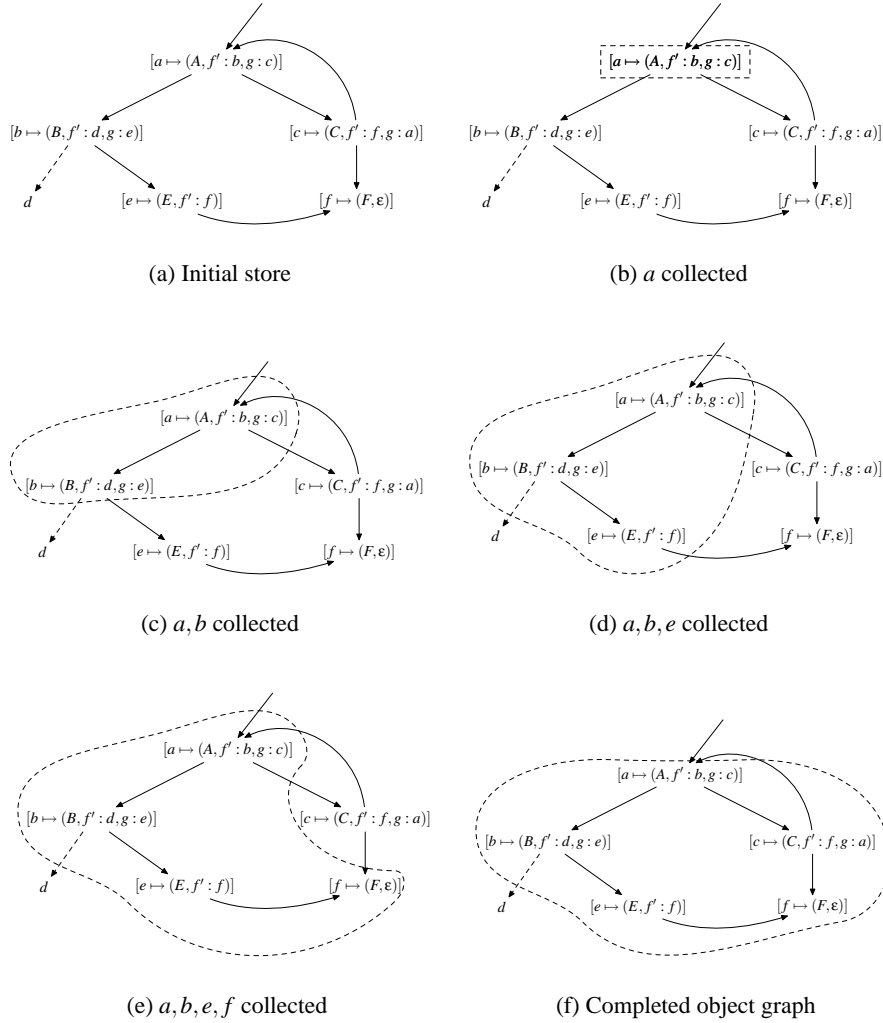 [a ↦ (A, f′ : b, g : c)]
[b ↦ (B, f′ : d, g : e)]
[c ↦ (C, f′ : f, g : a)]
d
[e ↦ (E, f′ : f)]
[f ↦ (F, ε)]
(a) Initial store
[a ↦ (A, f′ : b, g : c)]
[b ↦ (B, f′ : d, g : e)]
[c ↦ (C, f′ : f, g : a)]
d
[e ↦ (E, f′ : f)]
[f ↦ (F, ε)]
(b) a collected
[a ↦ (A, f′ : b, g : c)]
[b ↦ (B, f′ : d, g : e)]
[c ↦ (C, f′ : f, g : a)]
d
[e ↦ (E, f′ : f)]
[f ↦ (F, ε)]
(c) a, b collected
[a ↦ (A, f′ : b, g : c)]
[b ↦ (B, f′ : d, g : e)]
[c ↦ (C, f′ : f, g : a)]
d
[e ↦ (E, f′ : f)]
[f ↦ (F, ε)]
(d) a, b, e collected
[a ↦ (A, f′ : b, g : c)]
[b ↦ (B, f′ : d, g : e)]
[c ↦ (C, f′ : f, g : a)]
d
[e ↦ (E, f′ : f)]
[f ↦ (F, ε)]
(e) a, b, e, f collected
[a ↦ (A, f′ : b, g : c)]
[b ↦ (B, f′ : d, g : e)]
[c ↦ (C, f′ : f, g : a)]
d
[e ↦ (E, f′ : f)]
[f ↦ (F, ε)]
(f) Completed object graph